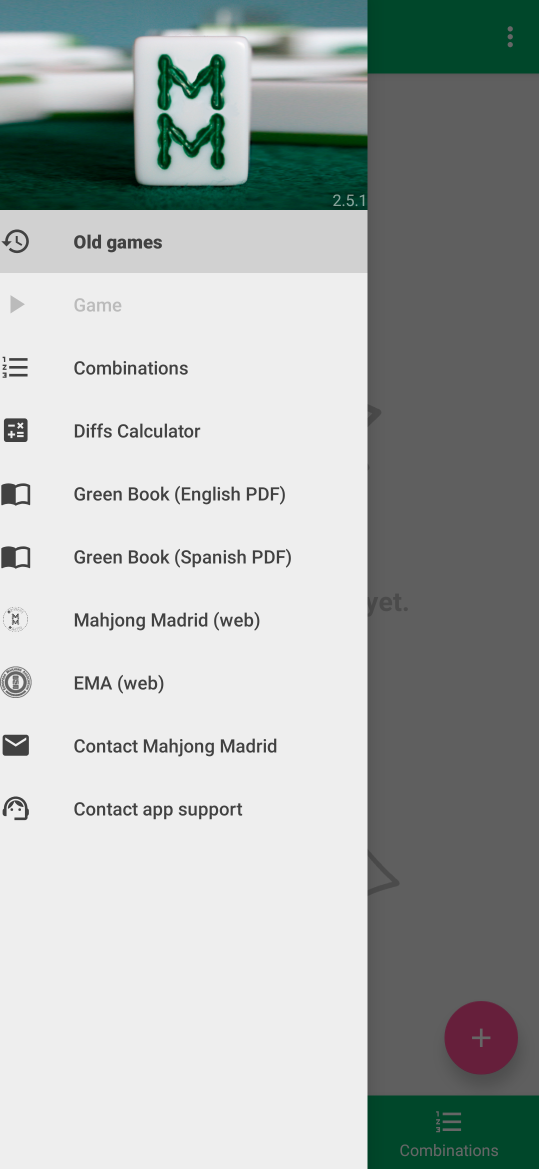 M
M
2.5.1
Old games
Game
Combinations
Diffs Calculator
Green Book (English PDF)
Green Book (Spanish PDF)
Mahjong Madrid (web)
EMA (web)
Contact Mahjong Madrid
Contact app support
yet.
Combinations